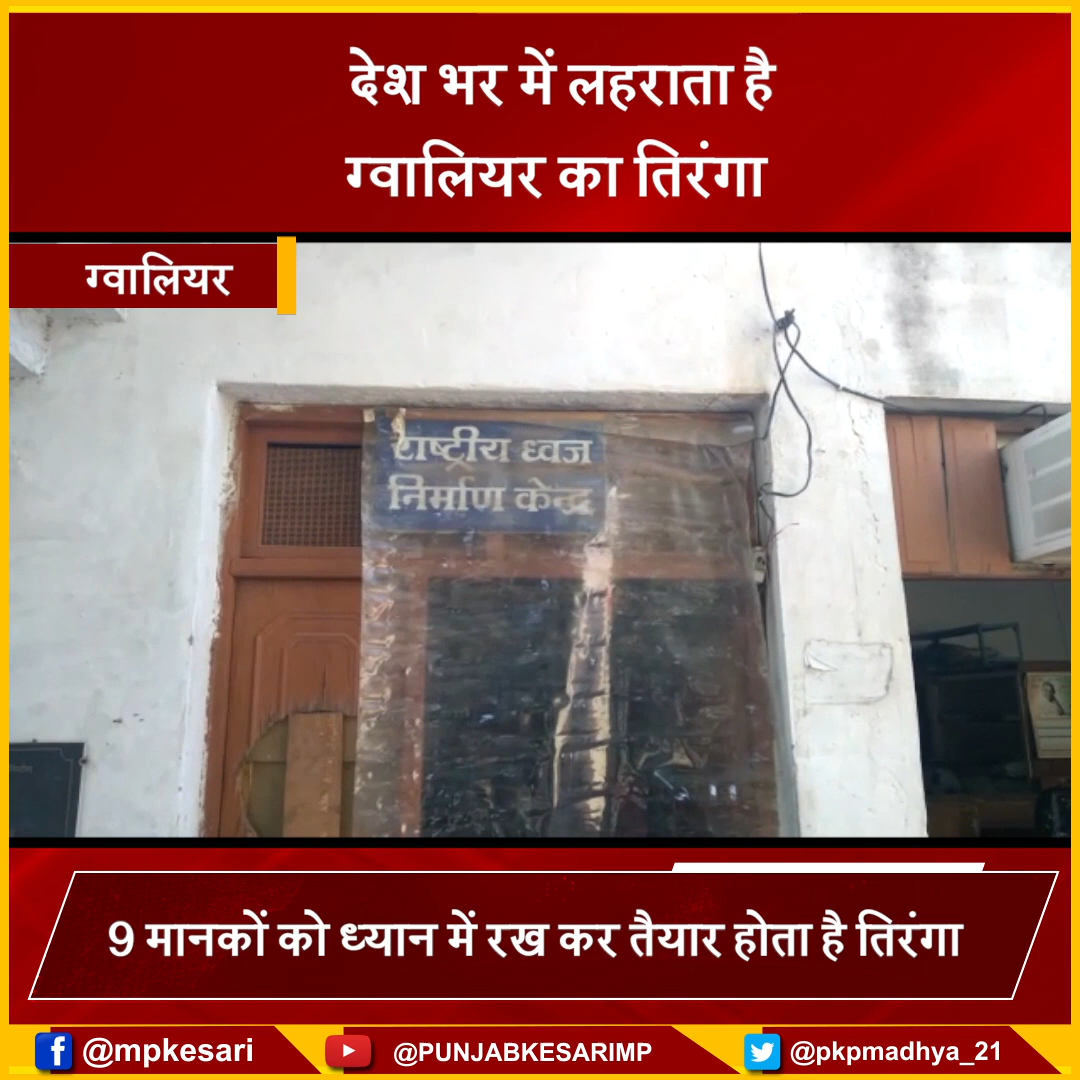 देश भर में लहराता है
ग्वालियर का तिरंगा
ग्वालियर
राष्ट्रीय ध्वज
निर्माण केन्द्र
9 मानकों को ध्यान में रख कर तैयार होता है तिरंगा
@mpkesari
@PUNJABKESARIMP
@pkpmadhya_21